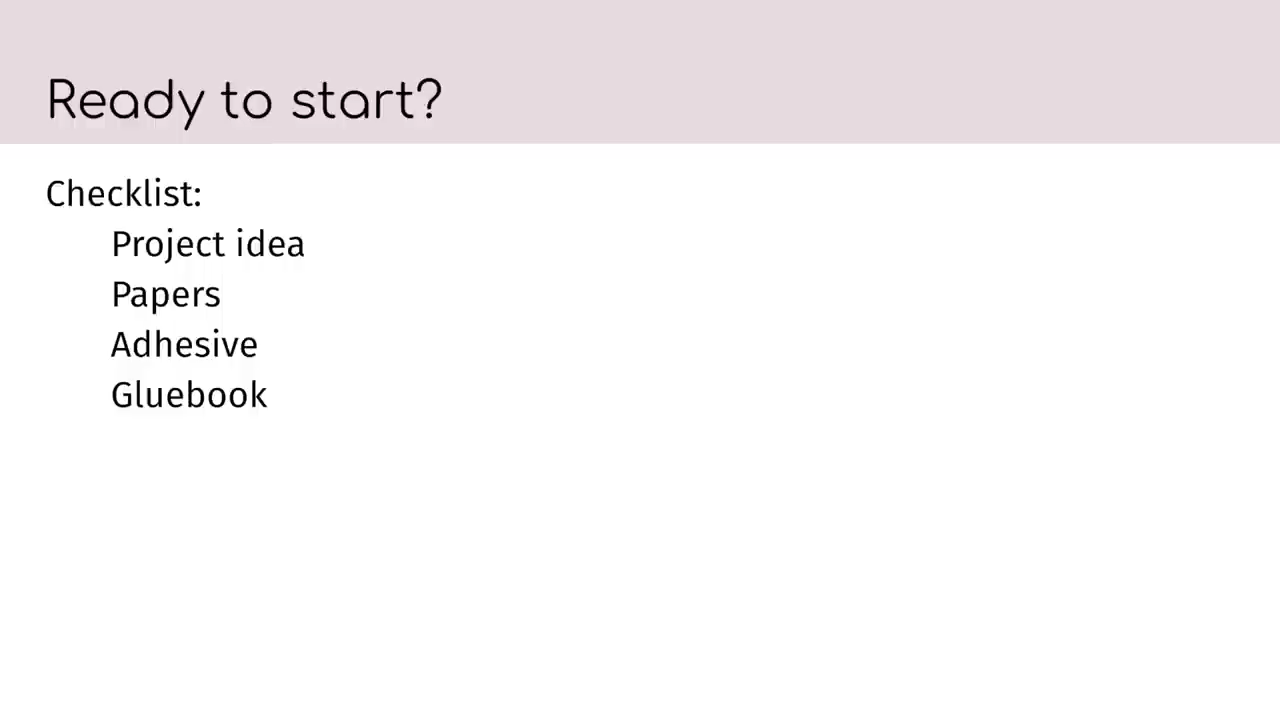 Ready to start?
Checklist:
Project idea
Papers
Adhesive
Gluebook